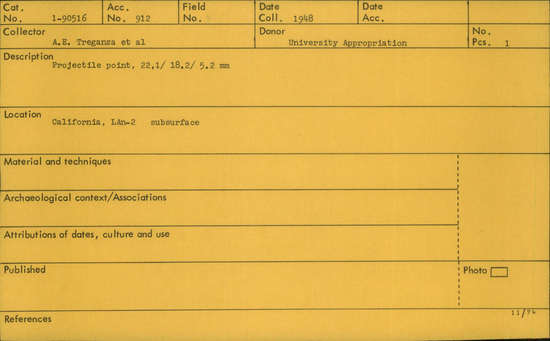 Cat. Acc. Field Date Date
No. 1-90516 No. 912 No. Coll. 1948 Acc.
Collector Donor No.
A.E. Treganza et al University Appropriation Pcs. 1
Description
Projectile point, 22.1/ 18.2/ 5.2 mm
Location
California, LAn-2 subsurface
Material and techniques
Archaeological context/Associations
Attributions of dates, culture and use
Published Photo
11/76
References